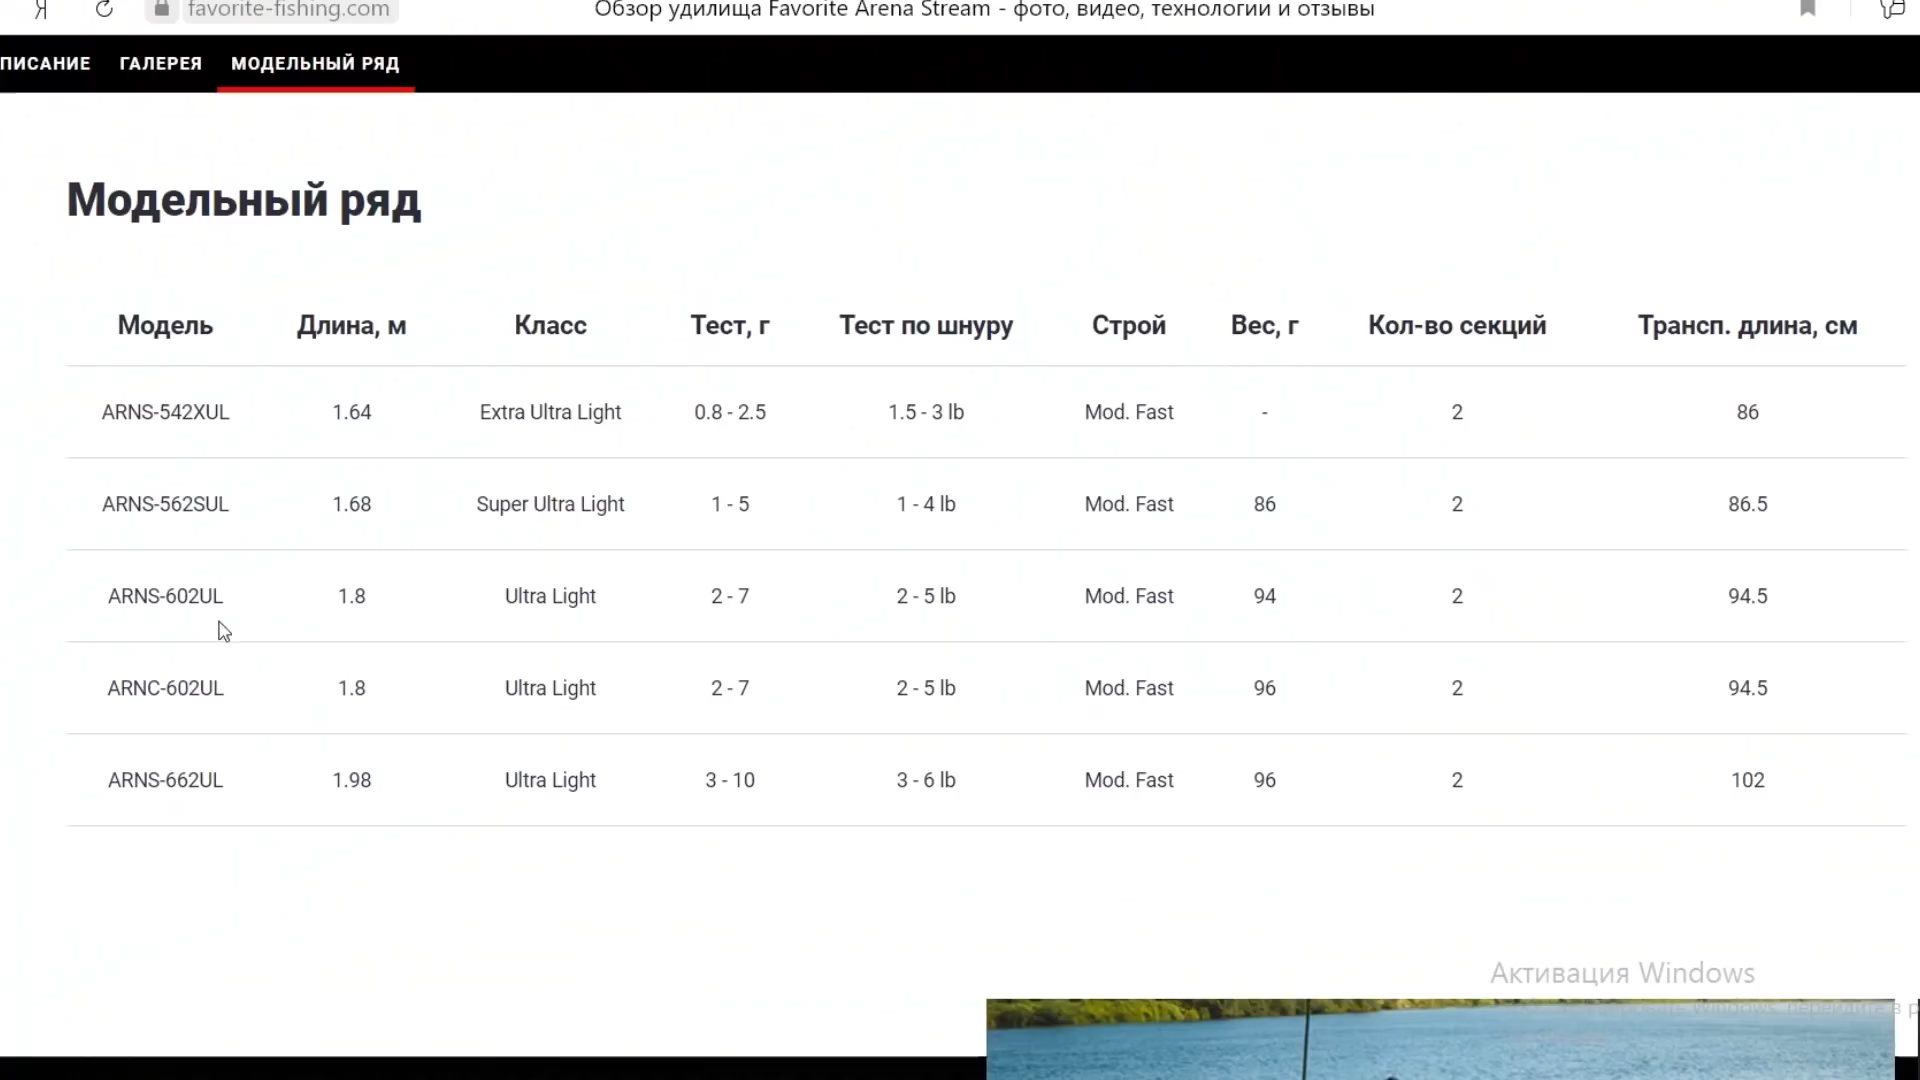 Я favorite-fishing.com Обзор удилища Favorite Arena Stream - фото, видео, технологии и отзывы
ПИСАНИЕ ГАЛЕРЕЯ МОДЕЛЬНЫЙ РЯД
Модельный ряд
Модель Длина, м Класс Тест, г Тест по шнуру Строй Вес, г Кол-во секций Трансп. длина, см
ARNS-542XUL 1.64 Extra Ultra Light 0.8 - 2.5 1.5 - 3 lb Mod. Fast - 2 86
ARNS-562SUL 1.68 Super Ultra Light 1 - 5 1 - 4 lb Mod. Fast 86 2 86.5
ARNS-602UL 1.8 Ultra Light 2 - 7 2 - 5 lb Mod. Fast 94 2 94.5
ARNC-602UL 1.8 Ultra Light 2 - 7 2 - 5 lb Mod. Fast 96 2 94.5
ARNS-662UL 1.98 Ultra Light 3 - 10 3 - 6 lb Mod. Fast 96 2 102
Активация Windows